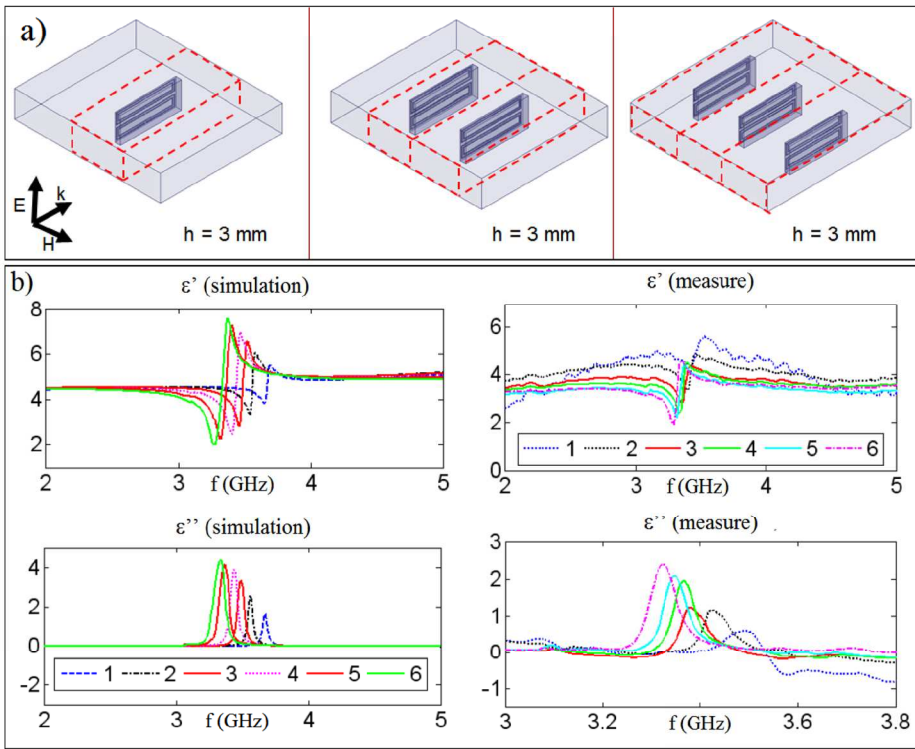 a)
E
k
H
h = 3 mm
h = 3 mm
h = 3 mm
b)
ε' (simulation)
8
6
4
2
2
3
4
5
f (GHz)
ε' (measure)
6
4
2
0
1 2 3 4 5 6
2
3
4
5
f (GHz)
ε'' (simulation)
4
2
0
-2
1 2 3 4 5 6
2
3
4
5
f (GHz)
ε'' (measure)
3
2
1
0
-1
3
3.2
3.4
3.6
3.8
f (GHz)